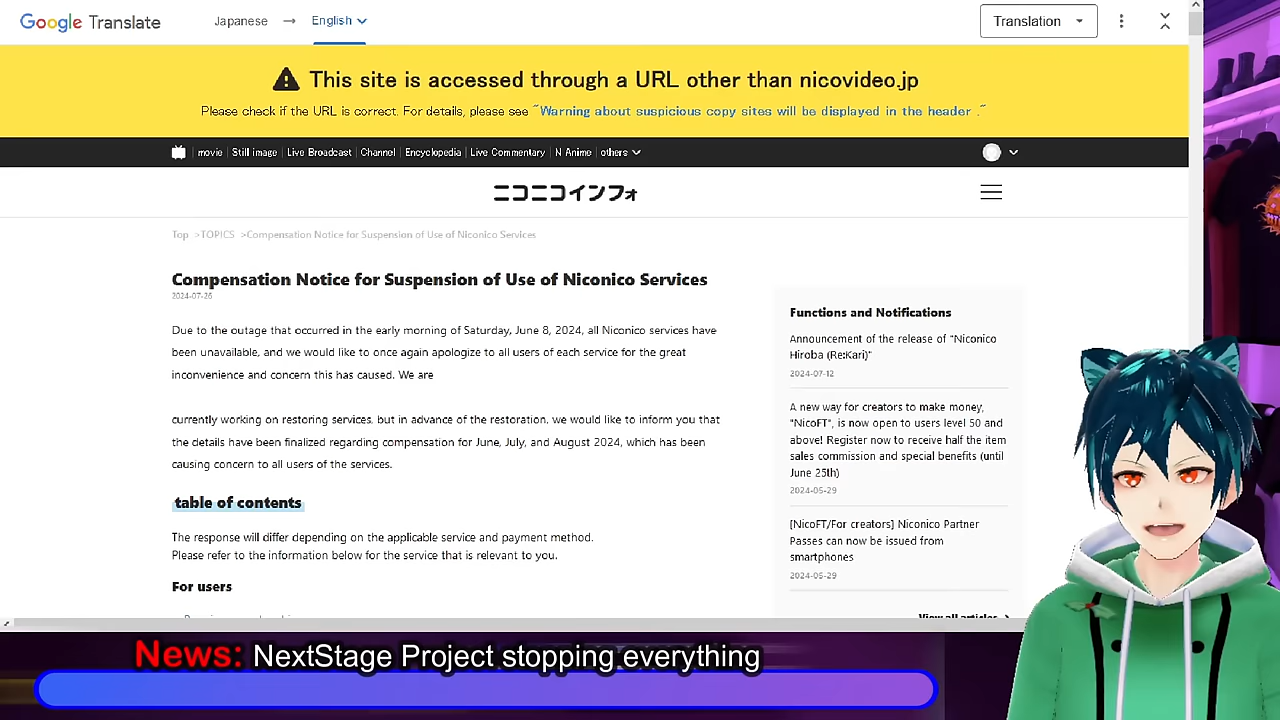 Google Translate
Japanese → English
Translation
This site is accessed through a URL other than nicovideo.jp
Please check if the URL is correct. For details, please see "Warning about suspicious copy sites will be displayed in the header ."
movie | Still image | Live Broadcast | Channel | Encyclopedia | Live Commentary | N Anime | others
ニコニコインフォ
Top >TOPICS >Compensation Notice for Suspension of Use of Niconico Services
Compensation Notice for Suspension of Use of Niconico Services
2024-07-26
Due to the outage that occurred in the early morning of Saturday, June 8, 2024, all Niconico services have
been unavailable, and we would like to once again apologize to all users of each service for the great
inconvenience and concern this has caused. We are
currently working on restoring services, but in advance of the restoration, we would like to inform you that
the details have been finalized regarding compensation for June, July, and August 2024, which has been
causing concern to all users of the services.
table of contents
The response will differ depending on the applicable service and payment method.
Please refer to the information below for the service that is relevant to you.
For users
Functions and Notifications
Announcement of the release of "Niconico
Hiroba (Re:Kari)"
2024-07-12
A new way for creators to make money,
"NicoFT", is now open to users level 50 and
above! Register now to receive half the item
sales commission and special benefits (until
June 25th)
2024-05-29
[NicoFT/For creators] Niconico Partner
Passes can now be issued from
smartphones
2024-05-29
View all articles
News: NextStage Project stopping everything